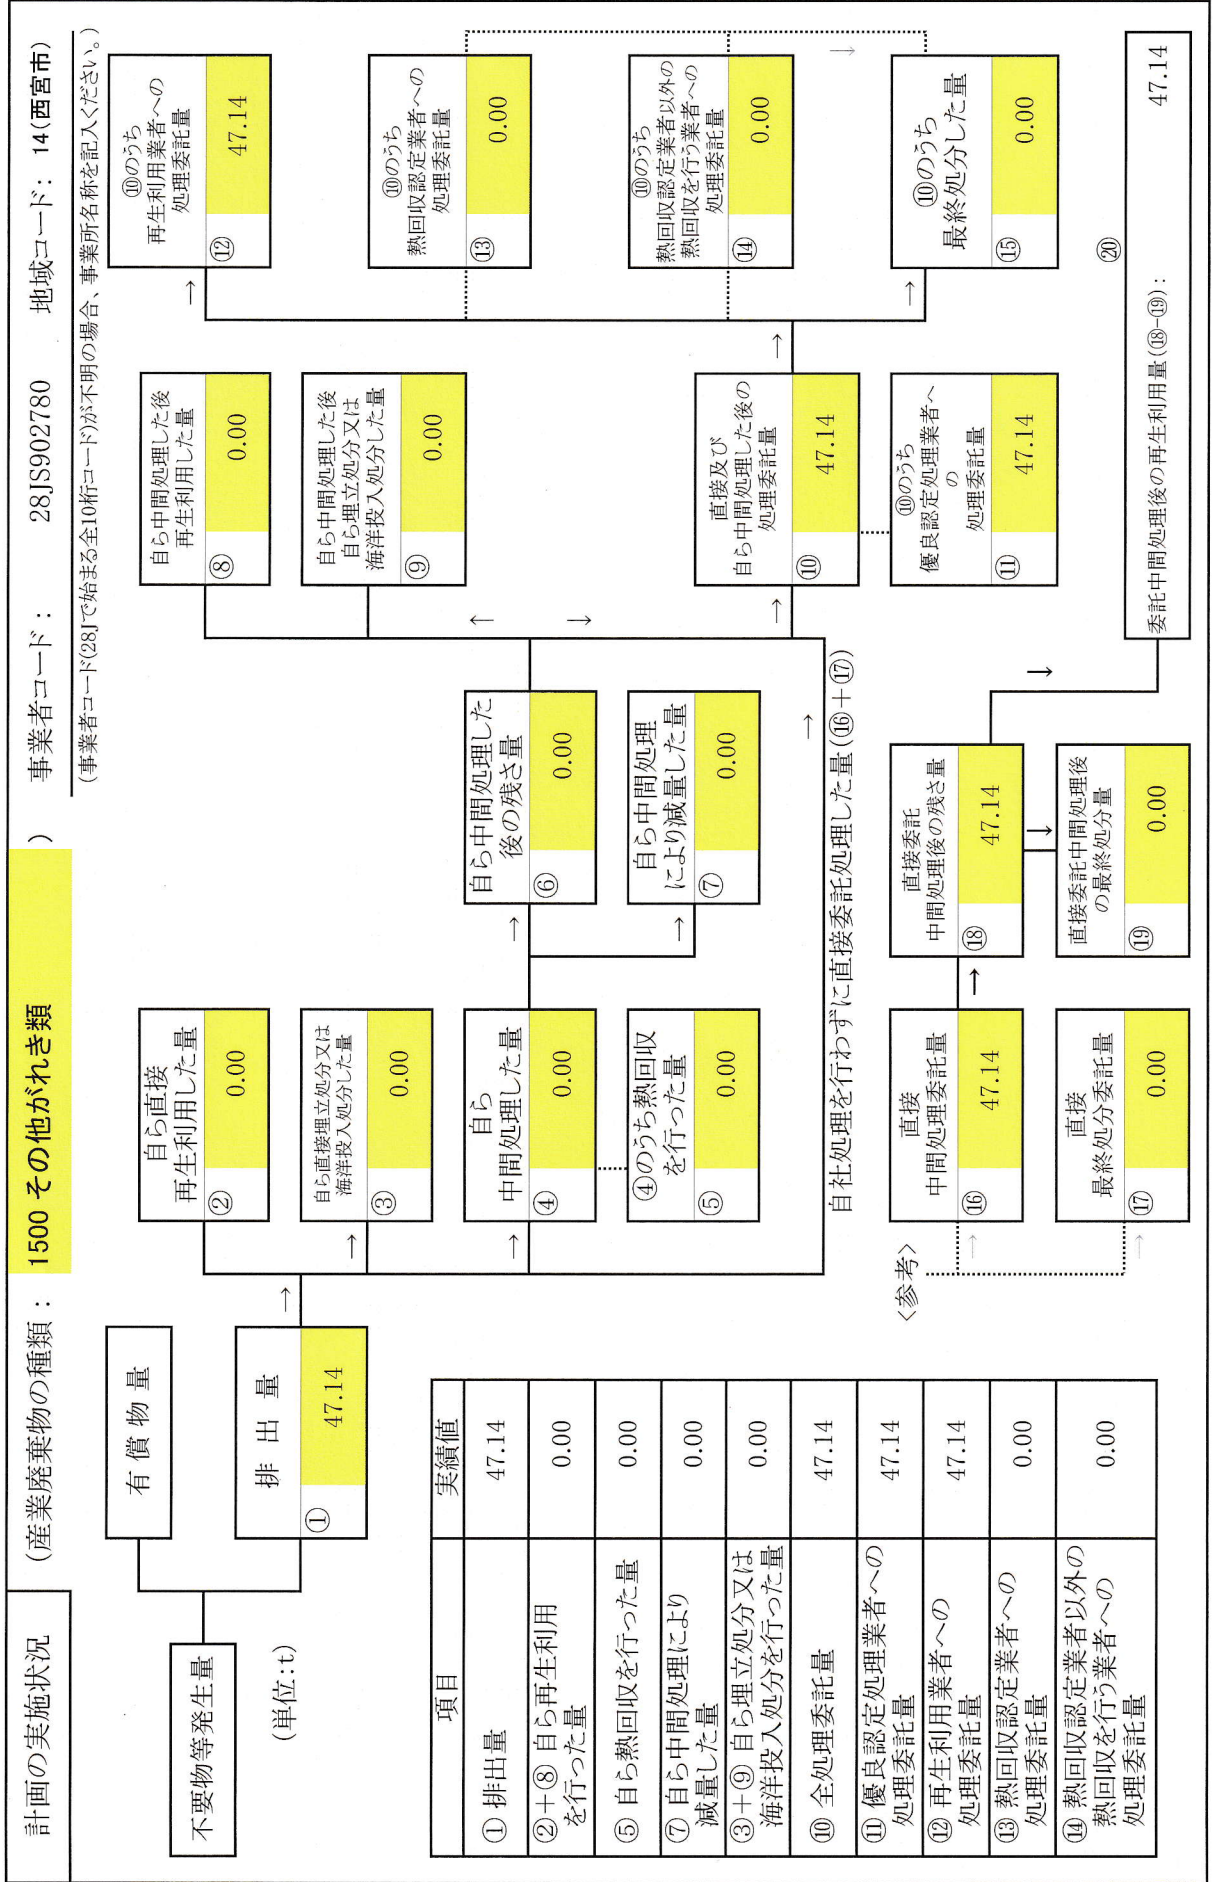 計画の実施状況
(産業廃棄物の種類： 1500 その他がれき類 )
事業者コード： 28JS902780 地域コード： 14(西宮市)
(事業者コード(28Jで始まる全10桁コード)が不明の場合、事業所名称を記入ください。)
不要物等発生量
(単位:t)
有 償 物 量
排 出 量
① 47.14
自ら直接
再生利用した量
② 0.00
自ら直接埋立処分又は
海洋投入処分した量
③ 0.00
自ら
中間処理した量
④ 0.00
④のうち熱回収
を行った量
⑤ 0.00
自ら中間処理した
後の残さ量
⑥ 0.00
自ら中間処理
により減量した量
⑦ 0.00
自ら中間処理した後
再生利用した量
⑧ 0.00
自ら中間処理した後
自ら埋立処分又は
海洋投入処分した量
⑨ 0.00
直接及び
自ら中間処理した後の
処理委託量
⑩ 47.14
⑩のうち
優良認定処理業者へ
の
処理委託量
⑪ 47.14
⑩のうち
再生利用業者への
処理委託量
⑫ 47.14
⑩のうち
熱回収認定業者への
処理委託量
⑬ 0.00
⑩のうち
熱回収認定業者以外の
熱回収を行う業者への
処理委託量
⑭ 0.00
⑩のうち
最終処分した量
⑮ 0.00
自社処理を行わずに直接委託処理した量(⑯＋⑰)
<参考>
直接
中間処理委託量
⑯ 47.14
直接
最終処分委託量
⑰ 0.00
直接委託
中間処理後の残さ量
⑱ 47.14
直接委託中間処理後
の最終処分量
⑲ 0.00
⑳
委託中間処理後の再生利用量(⑱-⑲)： 47.14
項目 実績値
① 排出量 47.14
②＋⑧ 自ら再生利用
を行った量 0.00
⑤ 自ら熱回収を行った量 0.00
⑦ 自ら中間処理により
減量した量 0.00
③＋⑨ 自ら埋立処分又は
海洋投入処分を行った量 0.00
⑩ 全処理委託量 47.14
⑪ 優良認定処理業者への
処理委託量 47.14
⑫ 再生利用業者への
処理委託量 47.14
⑬ 熱回収認定業者への
処理委託量 0.00
⑭ 熱回収認定業者以外の
熱回収を行う業者への
処理委託量 0.00